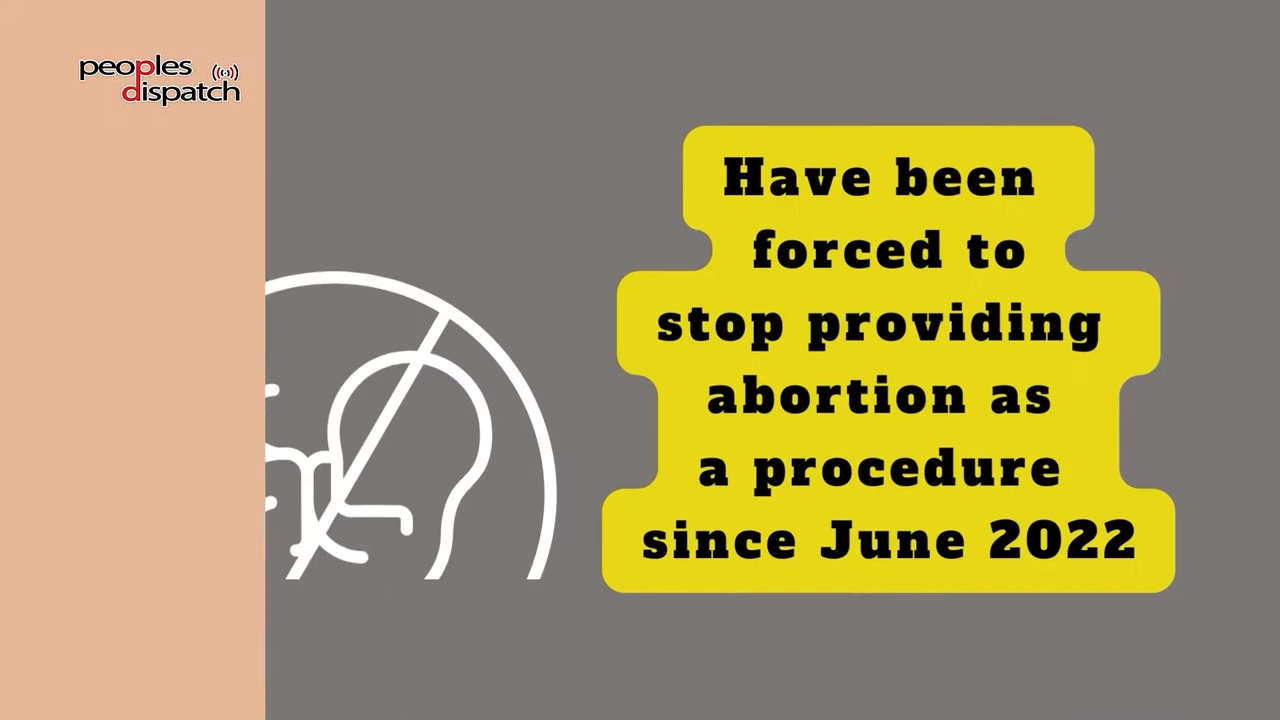 peoples
dispatch
Have been
forced to
stop providing
abortion as
a procedure
since June 2022